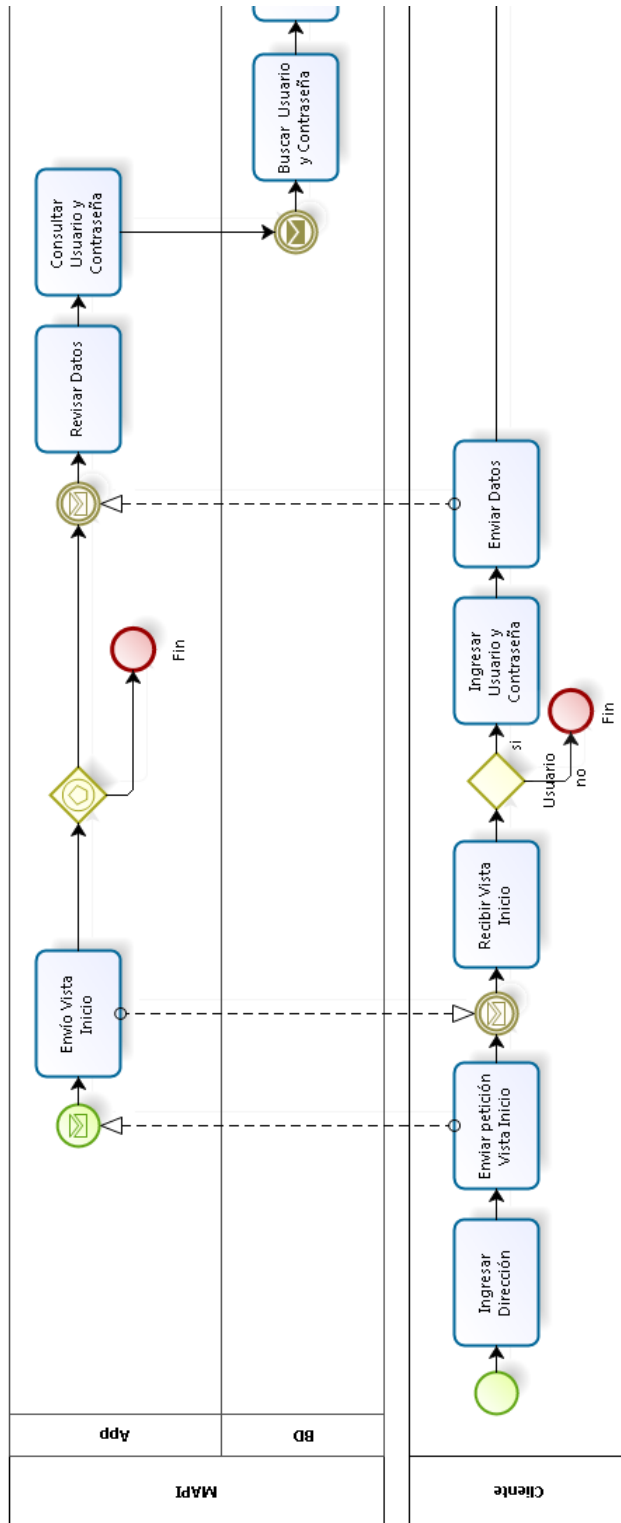 MAPI
App
Envío Vista
Inicio
Fin
Revisar Datos
Consultar
Usuario y
Contraseña
BD
Buscar Usuario
y Contraseña
Cliente
Ingresar
Dirección
Enviar petición
Vista Inicio
Recibir Vista
Inicio
Usuario
si
no
Fin
Ingresar
Usuario y
Contraseña
Enviar Datos